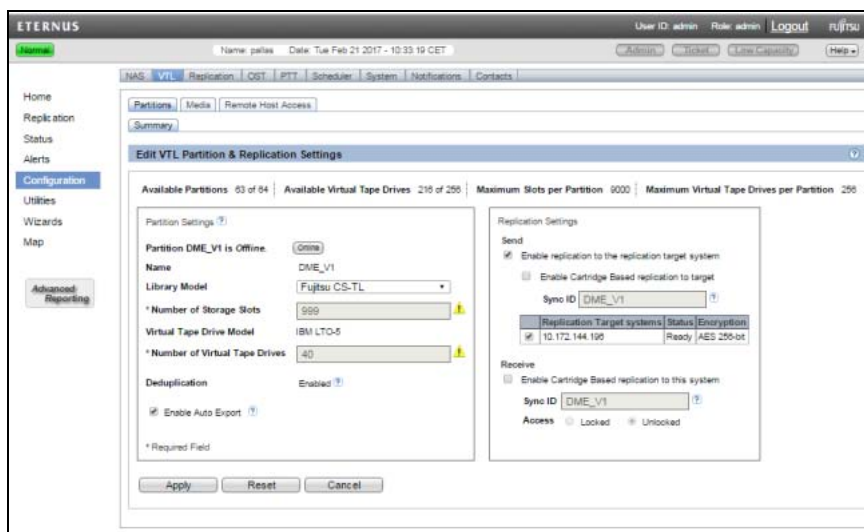 ETERNUS
User ID: admin Role: admin Logout FUJITSU
Normal Name: pallas Date: Tue Feb 21 2017 - 10:33:19 CET Admin Ticket Low Capacity Help
NAS VTL Replication OST PTT Scheduler System Notifications Contacts
Home
Replication
Status
Alerts
Configuration
Utilities
Wizards
Map
Advanced Reporting
Partitions Media Remote Host Access
Summary
Edit VTL Partition & Replication Settings ?
Available Partitions 63 of 64 Available Virtual Tape Drives 216 of 256 Maximum Slots per Partition 9000 Maximum Virtual Tape Drives per Partition 256
Partition Settings ?
Partition DME_V1 is Offline. Online
Name DME_V1
Library Model Fujitsu CS-TL
* Number of Storage Slots 999
Virtual Tape Drive Model IBM LTO-5
* Number of Virtual Tape Drives 40
Deduplication Enabled ?
Enable Auto Export ?
* Required Field
Replication Settings
Send
Enable replication to the replication target system
Enable Cartridge Based replication to target
Sync ID DME_V1 ?
Replication Target systems Status Encryption
10.172.144.196 Ready AES 256-bit
Receive
Enable Cartridge Based replication to this system
Sync ID DME_V1 ?
Access Locked Unlocked
Apply Reset Cancel